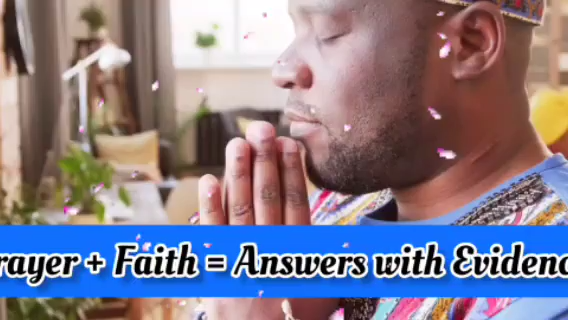 rayer + Faith = Answers with Evidenc